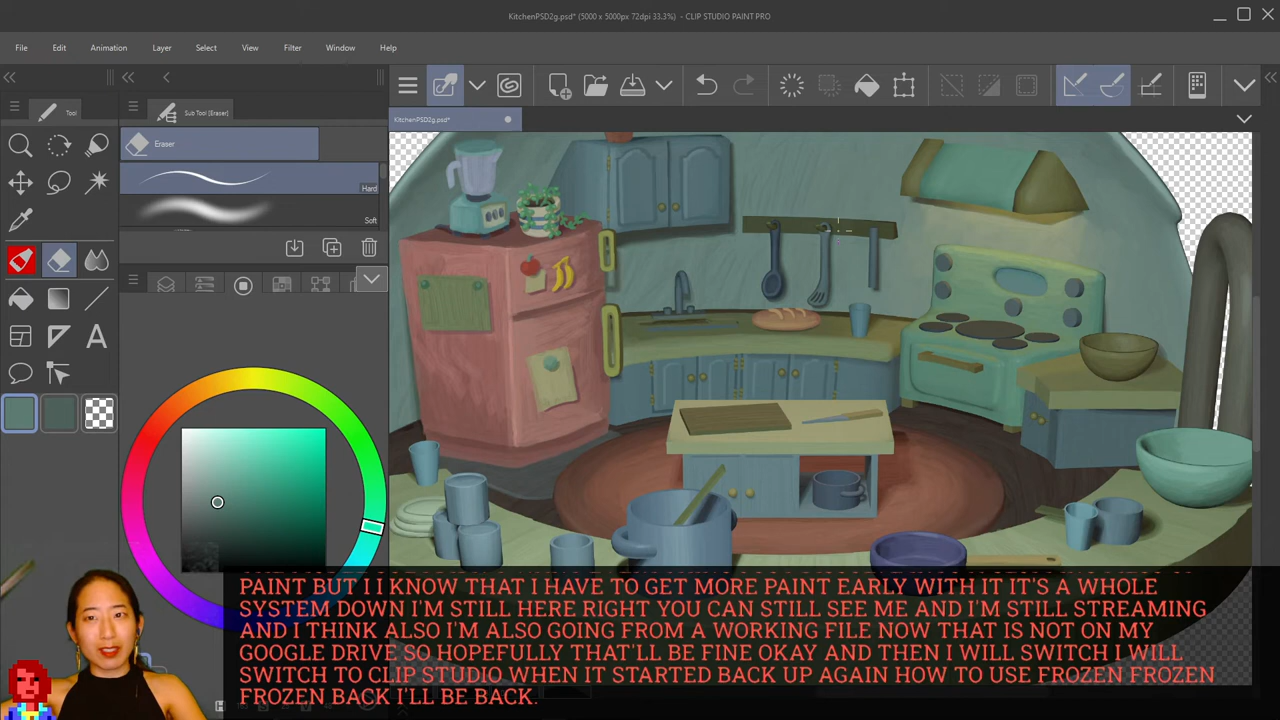 KitchenPSD2g.psd* (5000 x 5000px 72dpi 33.3%) - CLIP STUDIO PAINT PRO
File Edit Animation Layer Select View Filter Window Help
Tool
Sub Tool [Eraser]
KitchenPSD2g.psd*
Eraser
Hard
Soft
PAINT BUT I I KNOW THAT I HAVE TO GET MORE PAINT EARLY WITH IT IT'S A WHOLE
SYSTEM DOWN I'M STILL HERE RIGHT YOU CAN STILL SEE ME AND I'M STILL STREAMING
AND I THINK ALSO I'M ALSO GOING FROM A WORKING FILE NOW THAT IS NOT ON MY
GOOGLE DRIVE SO HOPEFULLY THAT'LL BE FINE OKAY AND THEN I WILL SWITCH I WILL
SWITCH TO CLIP STUDIO WHEN IT STARTED BACK UP AGAIN HOW TO USE FROZEN FROZEN
FROZEN BACK I'LL BE BACK.